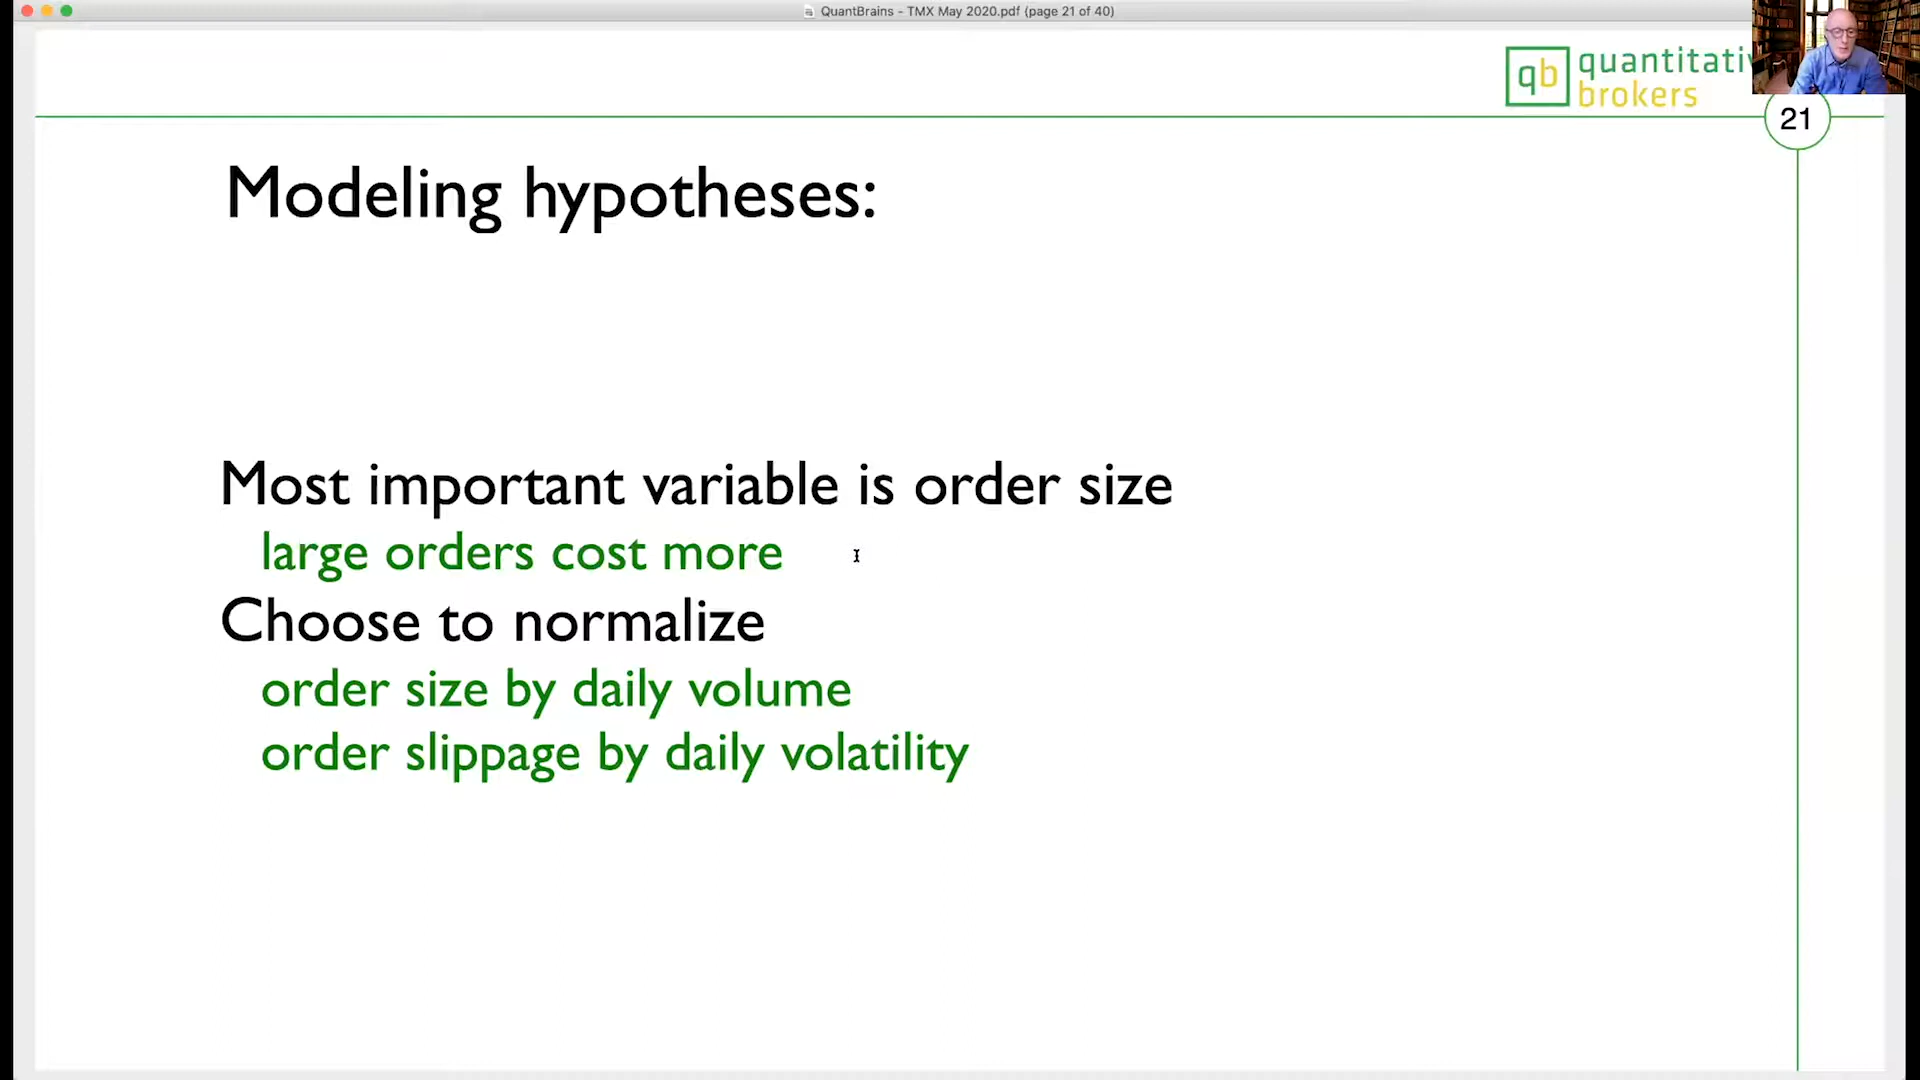 QuantBrains - TMX May 2020.pdf (page 21 of 40)
qb
quantitativ
brokers
21
Modeling hypotheses:
Most important variable is order size
large orders cost more
Choose to normalize
order size by daily volume
order slippage by daily volatility